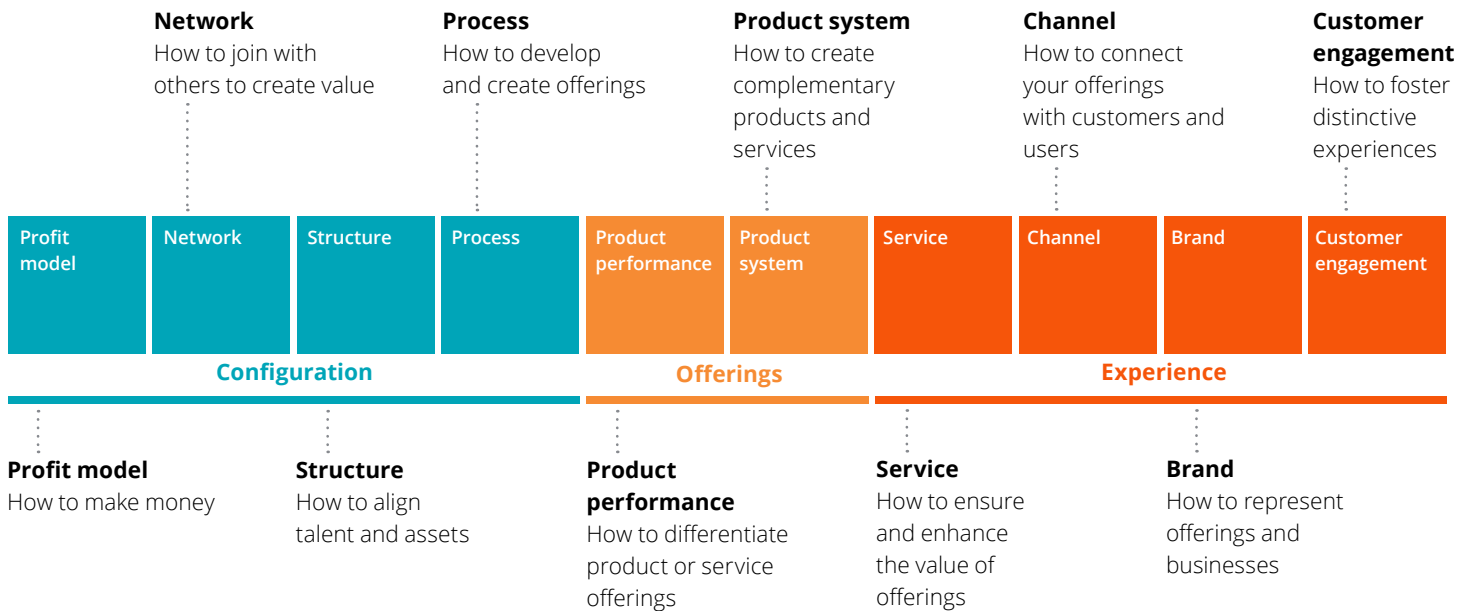 Network
How to join with
others to create value
Process
How to develop
and create offerings
Product system
How to create
complementary
products and
services
Channel
How to connect
your offerings
with customers and
users
Customer
engagement
How to foster
distinctive
experiences
Profit
model
Network
Structure
Process
Product
performance
Product
system
Service
Channel
Brand
Customer
engagement
Configuration
Offerings
Experience
Profit model
How to make money
Structure
How to align
talent and assets
Product
performance
How to differentiate
product or service
offerings
Service
How to ensure
and enhance
the value of
offerings
Brand
How to represent
offerings and
businesses